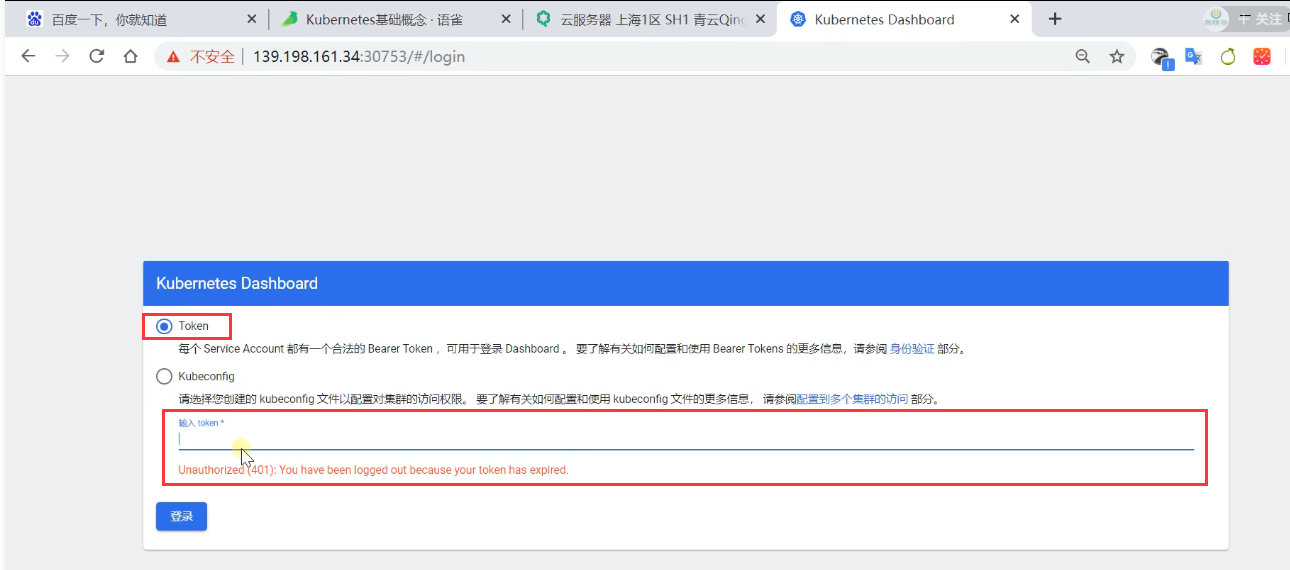 百度一下，你就知道
Kubernetes基础概念 · 语雀
云服务器 上海1区 SH1 青云Qing
Kubernetes Dashboard
关注
不安全 139.198.161.34:30753/#/login
Kubernetes Dashboard
Token
每个 Service Account 都有一个合法的 Bearer Token ，可用于登录 Dashboard 。 要了解有关如何配置和使用 Bearer Tokens 的更多信息，请参阅 身份验证 部分。
Kubeconfig
请选择您创建的 kubeconfig 文件以配置对集群的访问权限。 要了解有关如何配置和使用 kubeconfig 文件的更多信息， 请参阅配置到多个集群的访问 部分。
输入 token *
Unauthorized (401): You have been logged out because your token has expired.
登录